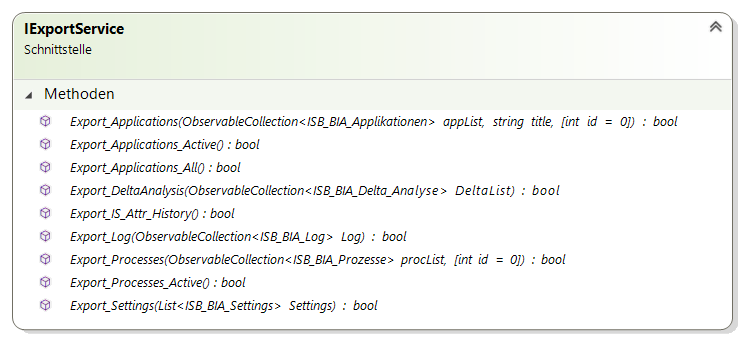 IExportService
Schnittstelle
Methoden
Export_Applications(ObservableCollection<ISB_BIA_Applikationen> appList, string title, [int id = 0]) : bool
Export_Applications_Active() : bool
Export_Applications_All() : bool
Export_DeltaAnalysis(ObservableCollection<ISB_BIA_Delta_Analyse> DeltaList) : bool
Export_IS_Attr_History() : bool
Export_Log(ObservableCollection<ISB_BIA_Log> Log) : bool
Export_Processes(ObservableCollection<ISB_BIA_Prozesse> procList, [int id = 0]) : bool
Export_Processes_Active() : bool
Export_Settings(List<ISB_BIA_Settings> Settings) : bool